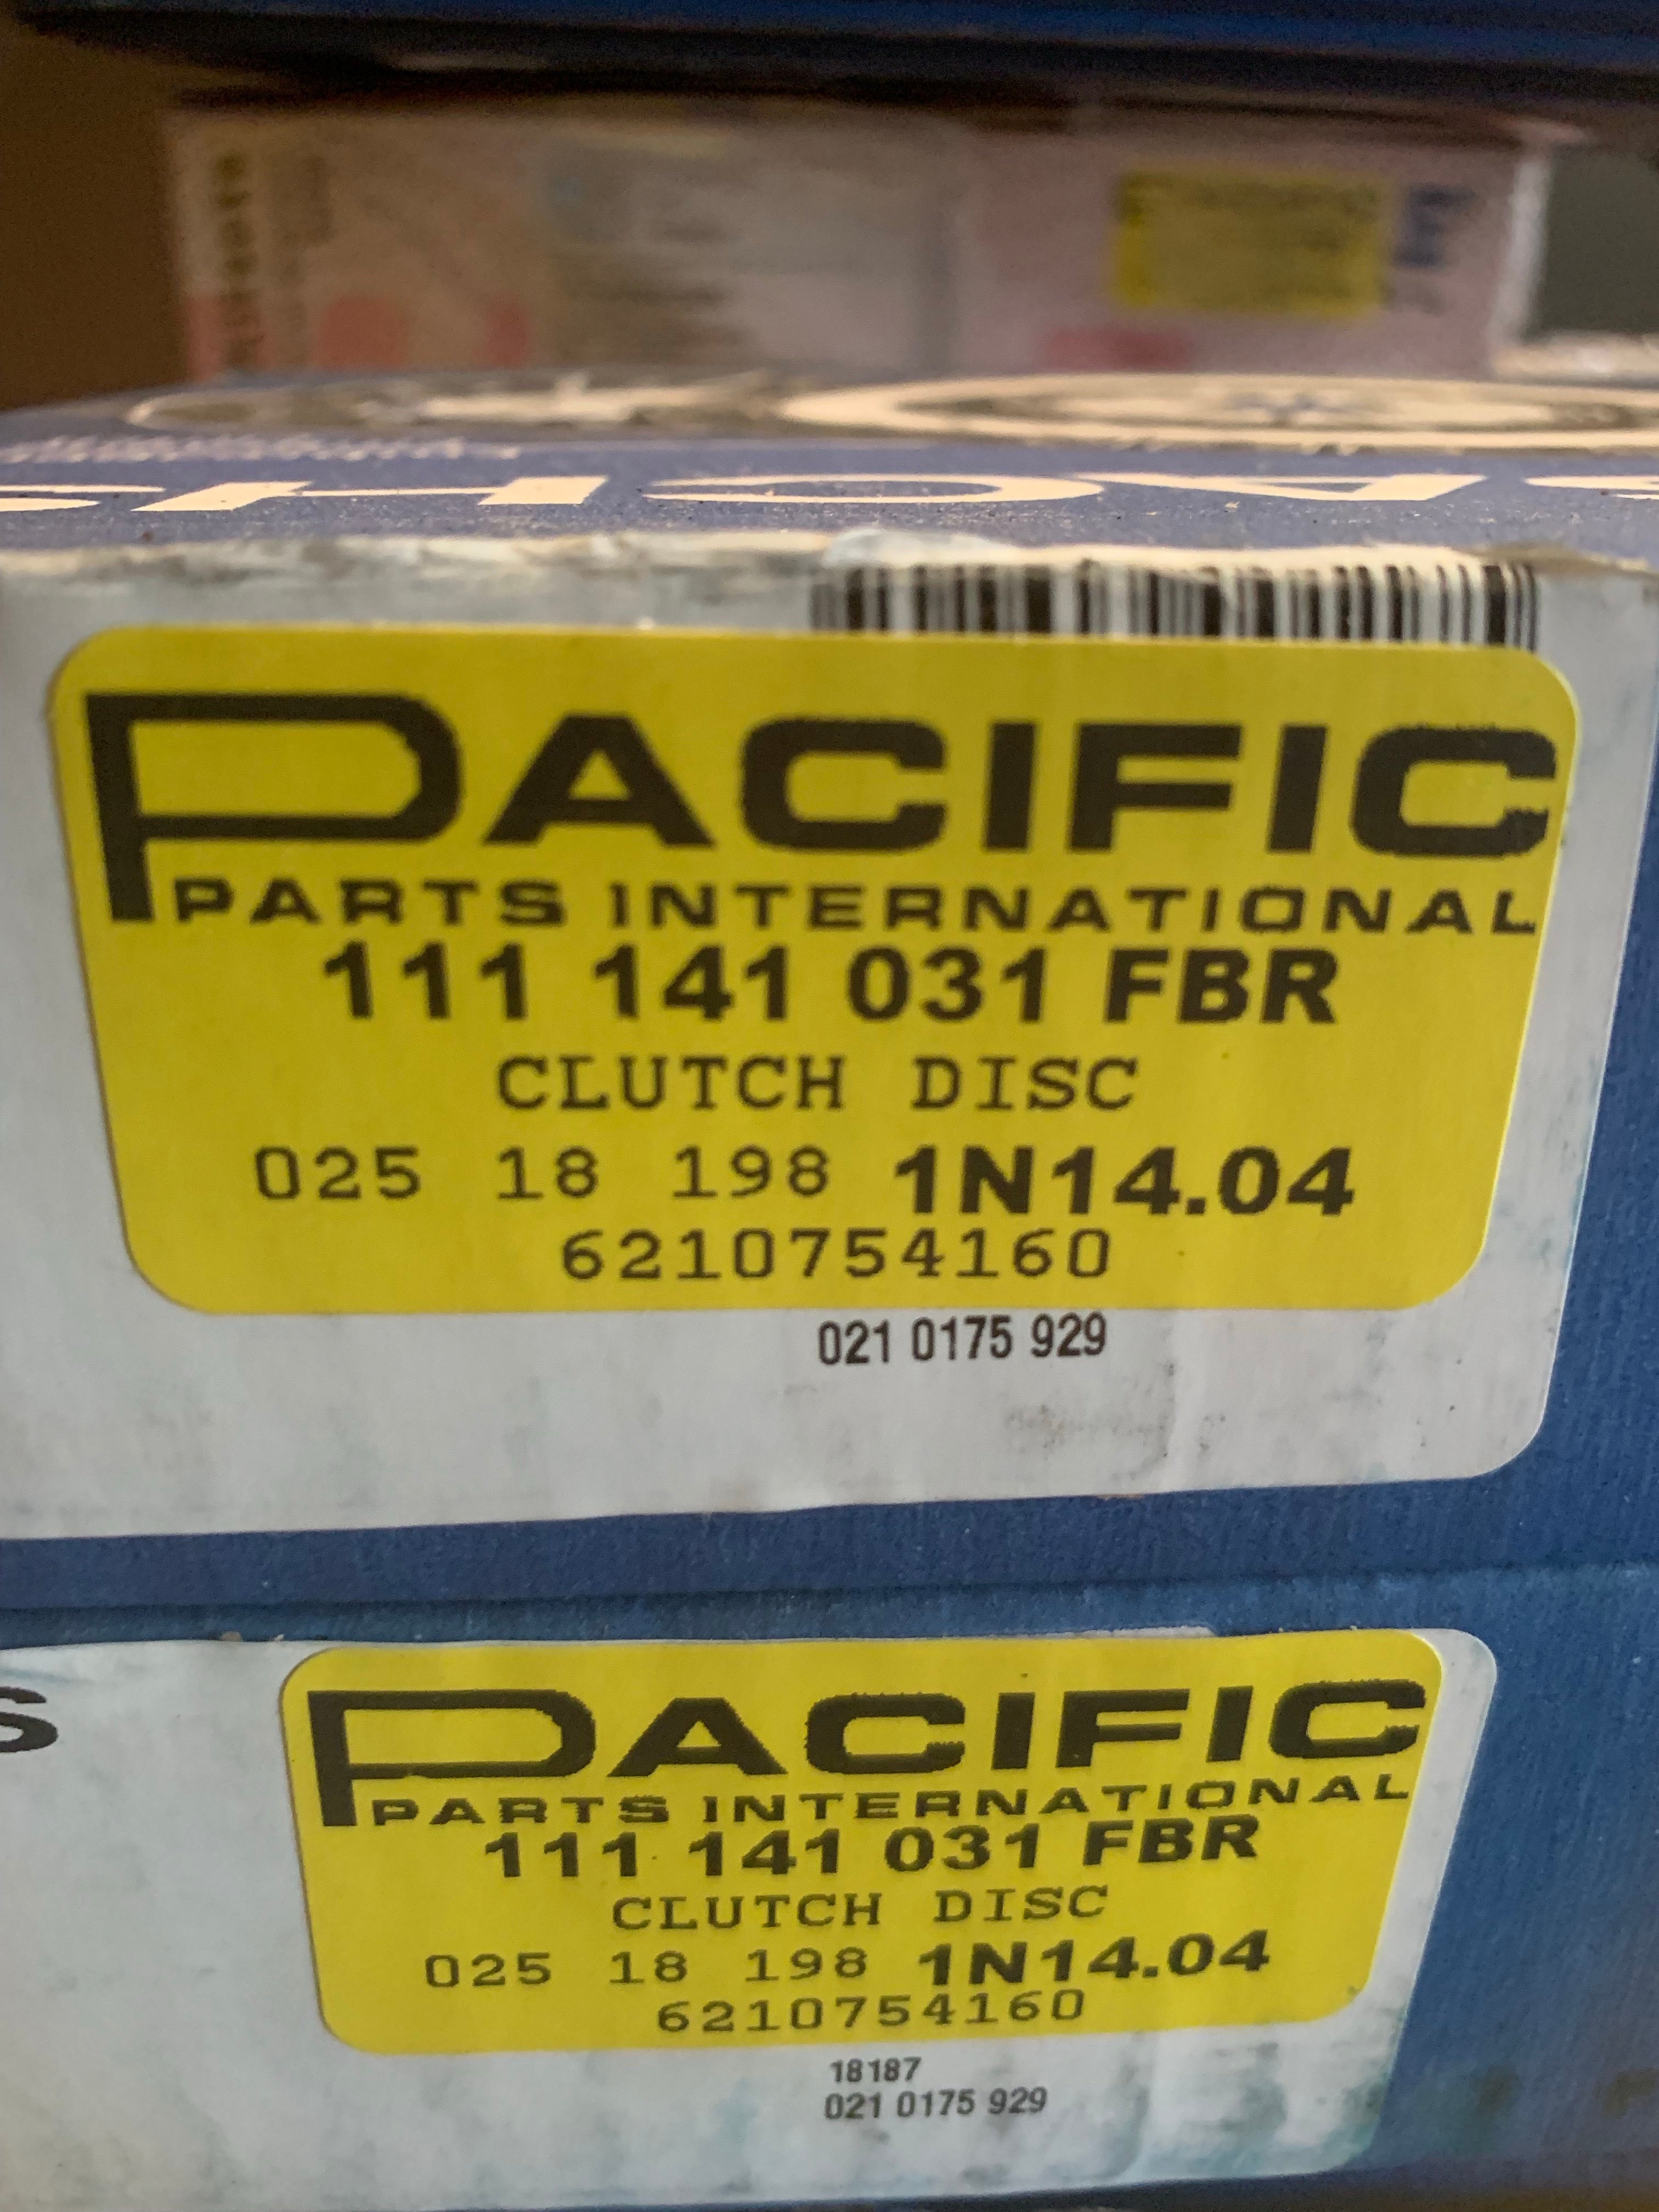 SACHS
PACIFIC
PARTS INTERNATIONAL
111 141 031 FBR
CLUTCH DISC
025 18 198 1N14.04
6210754160
021 0175 929
S
PACIFIC
PARTS INTERNATIONAL
111 141 031 FBR
CLUTCH DISC
025 18 198 1N14.04
6210754160
18187
021 0175 929